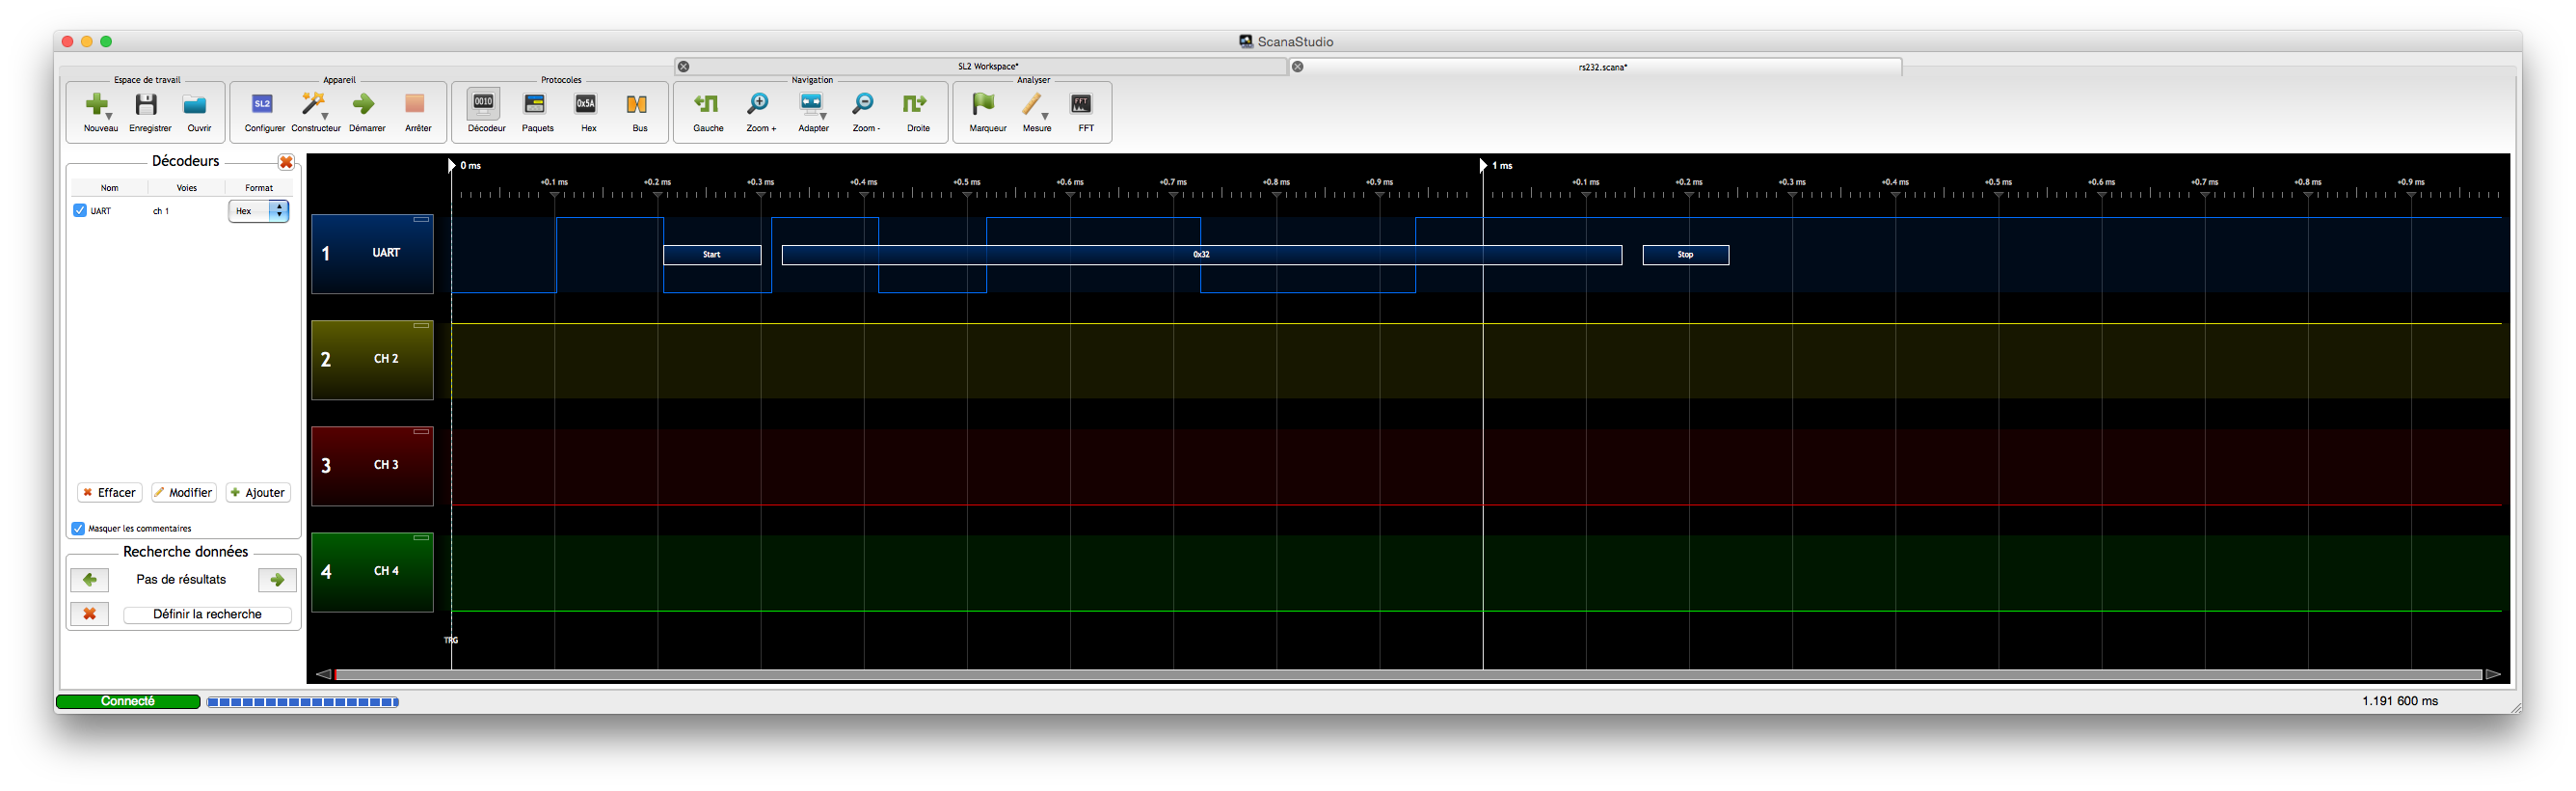 ScanaStudio
SL2 Workspace*
rs232.scana*
Espace de travail
Appareil
Protocoles
Navigation
Analyser
SL2
0010
0x5A
FFT
Nouveau
Enregistrer
Ouvrir
Configurer
Constructeur
Démarrer
Arrêter
Décodeur
Paquets
Hex
Bus
Gauche
Zoom +
Adapter
Zoom -
Droite
Marqueur
Mesure
FFT
Décodeurs
Nom Voies Format
UART ch 1 Hex
Effacer
Modifier
Ajouter
Masquer les commentaires
Recherche données
Pas de résultats
Définir la recherche
0 ms
1 ms
+0.1 ms +0.2 ms +0.3 ms +0.4 ms +0.5 ms +0.6 ms +0.7 ms +0.8 ms +0.9 ms
+0.1 ms +0.2 ms +0.3 ms +0.4 ms +0.5 ms +0.6 ms +0.7 ms +0.8 ms +0.9 ms
1 UART
Start
0x32
Stop
2 CH 2
3 CH 3
4 CH 4
TRG
Connecté
1.191 600 ms